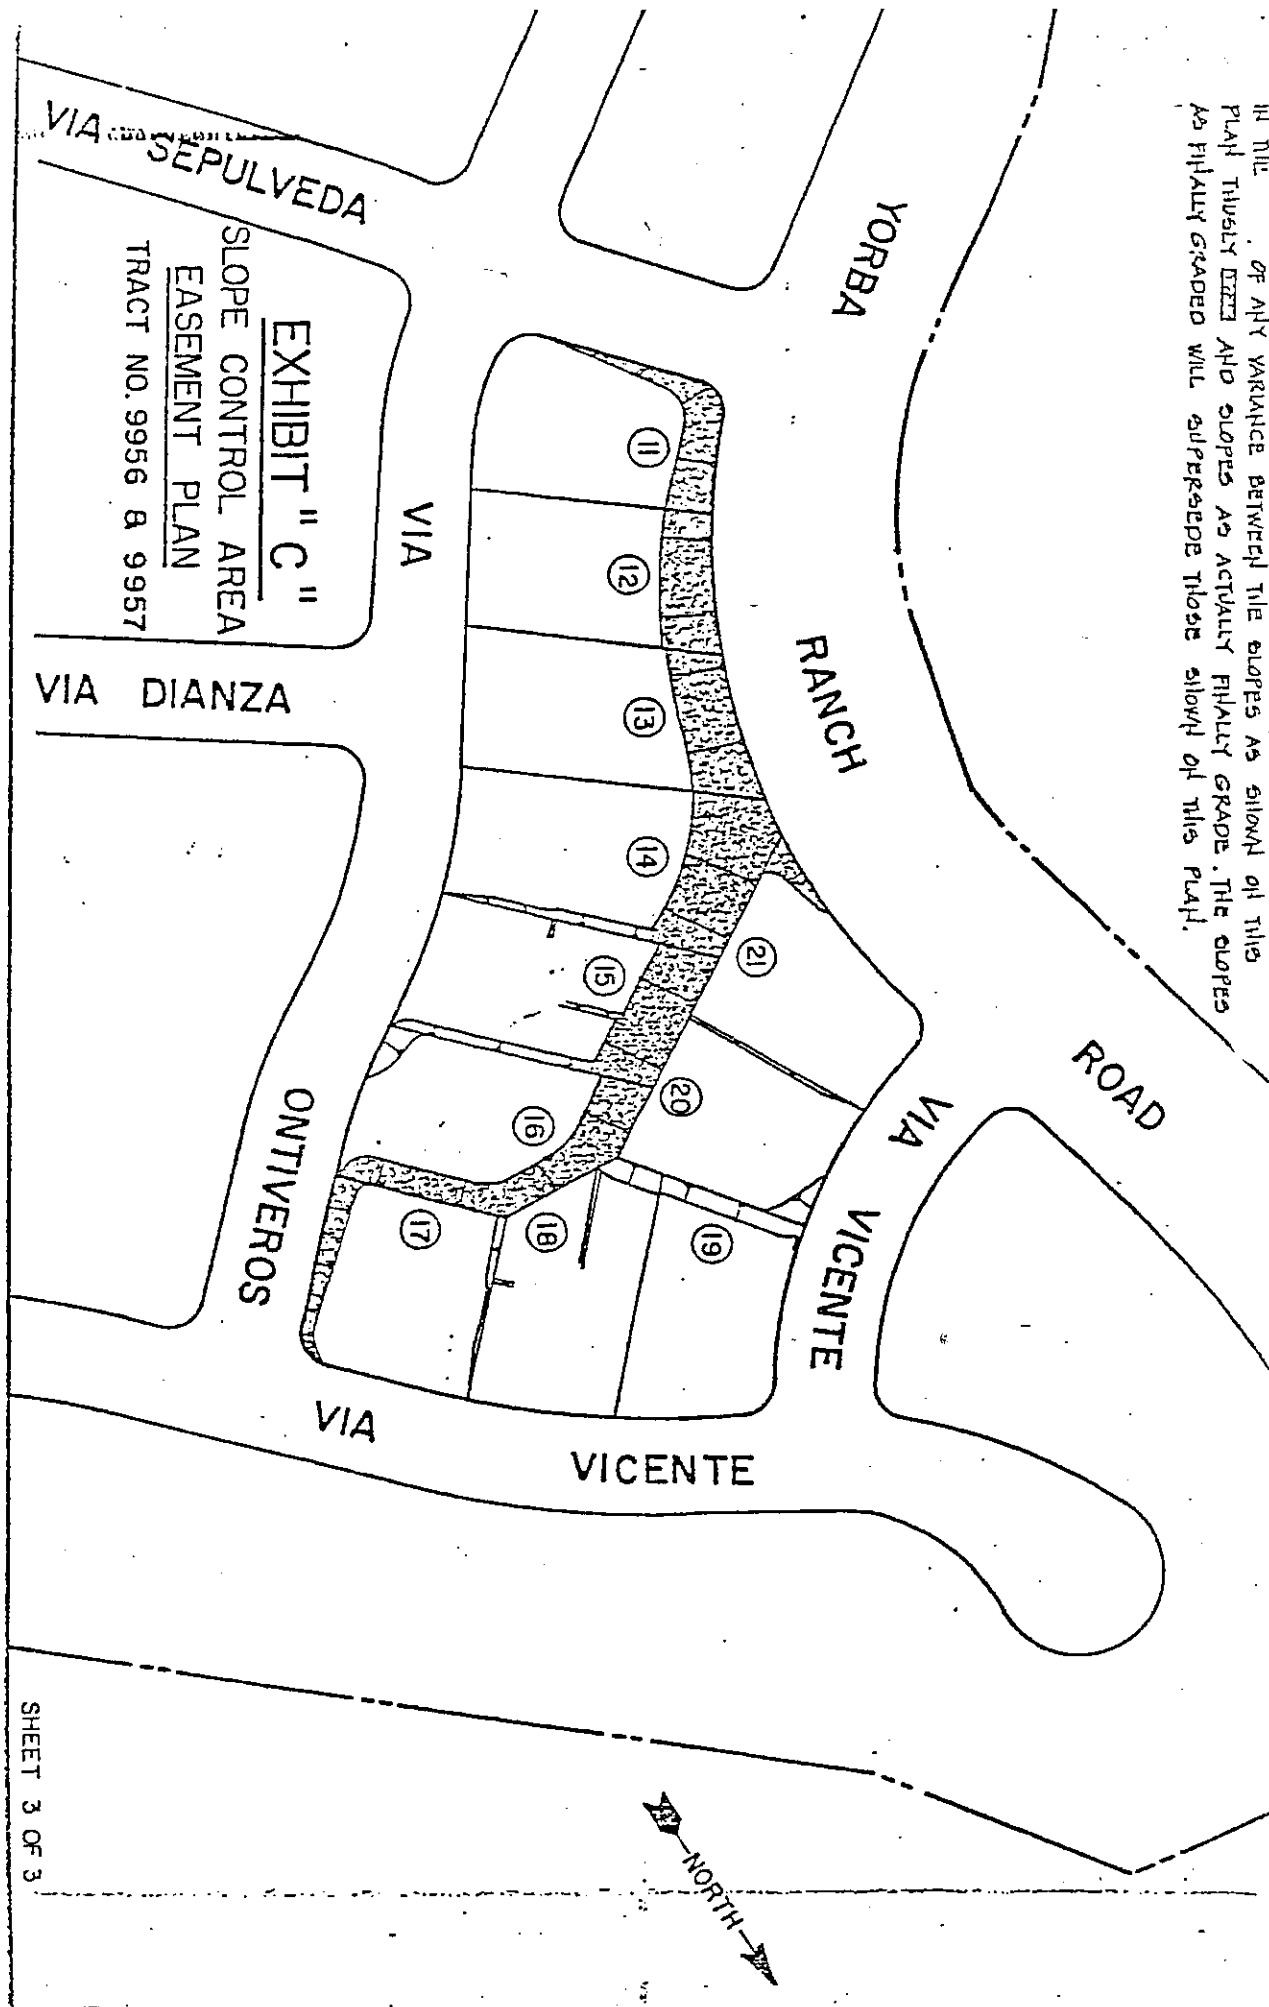 IN THE OF ANY VARIANCE BETWEEN THE SLOPES AS SHOWN ON THIS
PLAN THUSLY AND SLOPES AS ACTUALLY FINALLY GRADE. THE SLOPES
AS FINALLY GRADED WILL SUPERSEDE THOSE SHOWN ON THIS PLAN.
YORBA
RANCH
ROAD
VIA SEPULVEDA
VIA
ONTIVEROS
VIA DIANZA
VIA VICENTE
VIA
VICENTE
11
12
13
14
15
16
17
18
19
20
21
EXHIBIT "C"
SLOPE CONTROL AREA
EASEMENT PLAN
TRACT NO. 9956 & 9957
NORTH
SHEET 3 OF 3